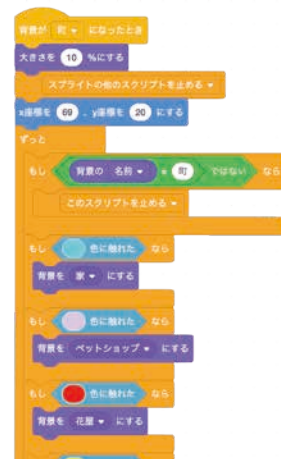 背景が 町 になったとき
大きさを 10 %にする
スプライトの他のスクリプトを止める
x座標を 69 、y座標を 20 にする
ずっと
もし 背景の 名前 = 町 ではない なら
このスクリプトを止める
もし 色に触れた なら
背景を 家 にする
もし 色に触れた なら
背景を ペットショップ にする
もし 色に触れた なら
背景を 花屋 にする